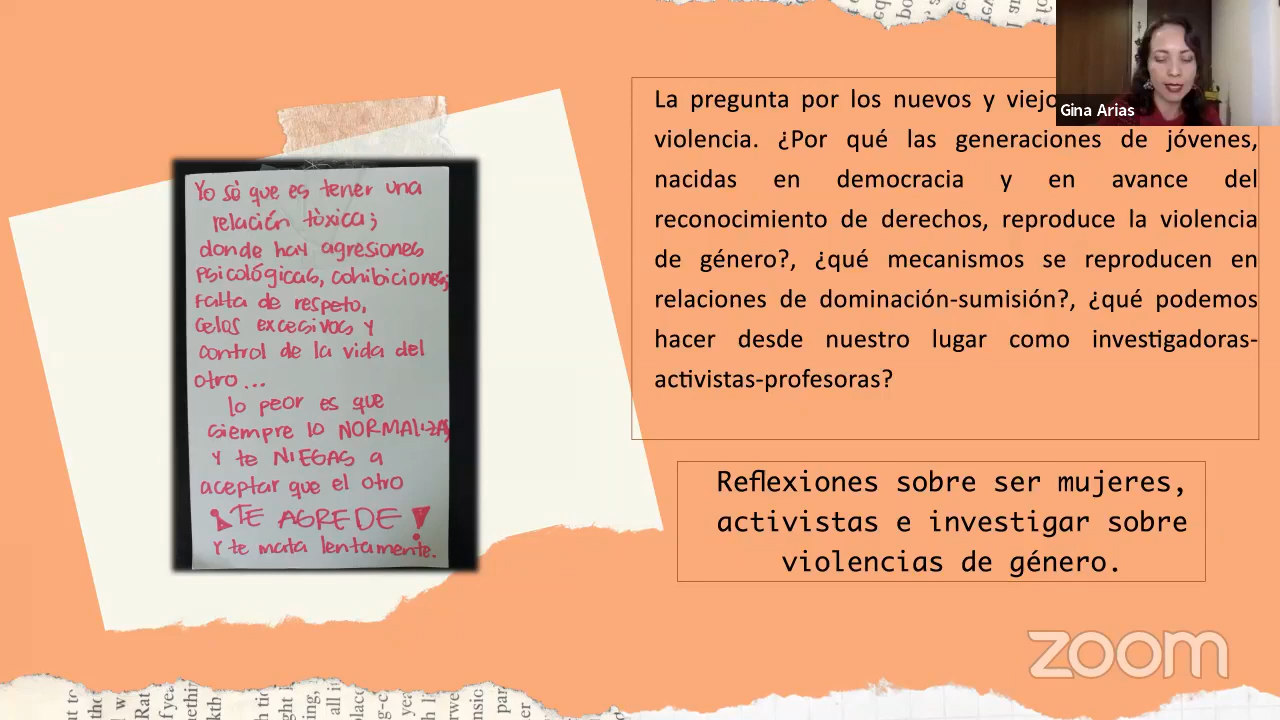 Yo sé que es tener una
relación tòxica;
donde hay agresiones
psicológicas, cohibiciones,
falta de respeto,
celos excesivos y
control de la vida del
otro...
lo peor es que
siempre lo NORMALIZAS
Y te NIEGAS a
aceptar que el otro
¡TE AGREDE!
Y te mata lentamente.
La pregunta por los nuevos y
violencia. ¿Por qué las generaciones de jóvenes,
nacidas en democracia y en avance del
reconocimiento de derechos, reproduce la violencia
de género?, ¿qué mecanismos se reproducen en
relaciones de dominación-sumisión?, ¿qué podemos
hacer desde nuestro lugar como investigadoras-
activistas-profesoras?
Reflexiones sobre ser mujeres,
activistas e investigar sobre
violencias de género.
Gina Arias
zoom